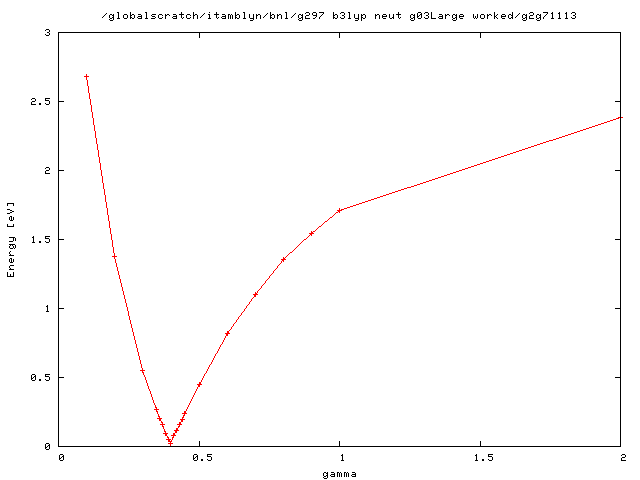 /globalscratch/itamblyn/bnl/g297 b3lyp neut g03Large worked/g2g71113
3
2.5
2
1.5
1
0.5
0
Energy [eV]
0 0.5 1 1.5 2
gamma